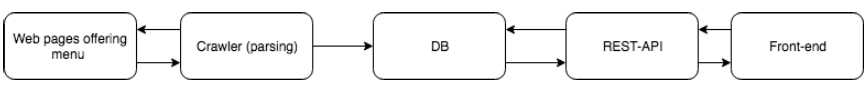 Web pages offering
menu
Crawler (parsing)
DB
REST-API
Front-end